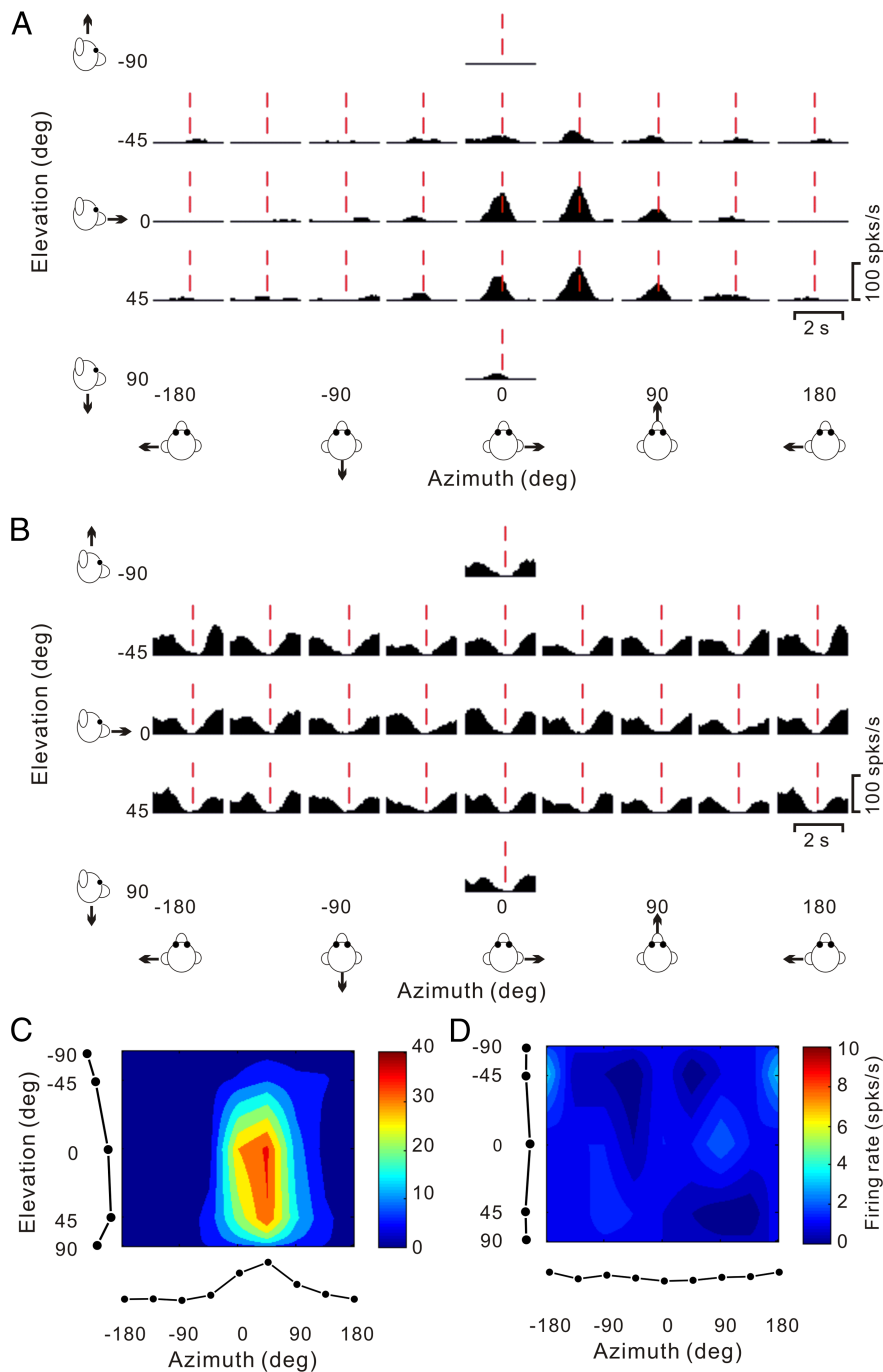 A
-90
-45
0
45
90
Elevation (deg)
100 spks/s
2 s
-180 -90 0 90 180
Azimuth (deg)
B
-90
-45
0
45
90
Elevation (deg)
100 spks/s
2 s
-180 -90 0 90 180
Azimuth (deg)
C
-90
-45
0
45
90
Elevation (deg)
40
30
20
10
0
-180 -90 0 90 180
Azimuth (deg)
D
-90
-45
0
45
90
10
8
6
4
2
0
Firing rate (spks/s)
-180 -90 0 90 180
Azimuth (deg)